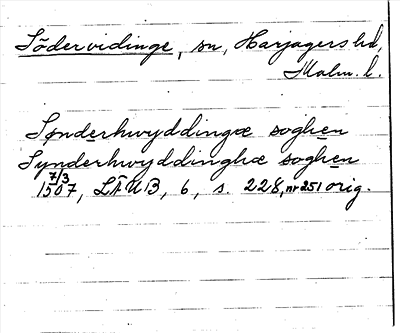 Södervidinge, sn, Harjagers hd,
Malm. l.
Sønderhwyddingæ soghen
Synderhwyddinghæ soghen
7/3 1507, LÄUB, 6, s. 228, nr 251 orig.